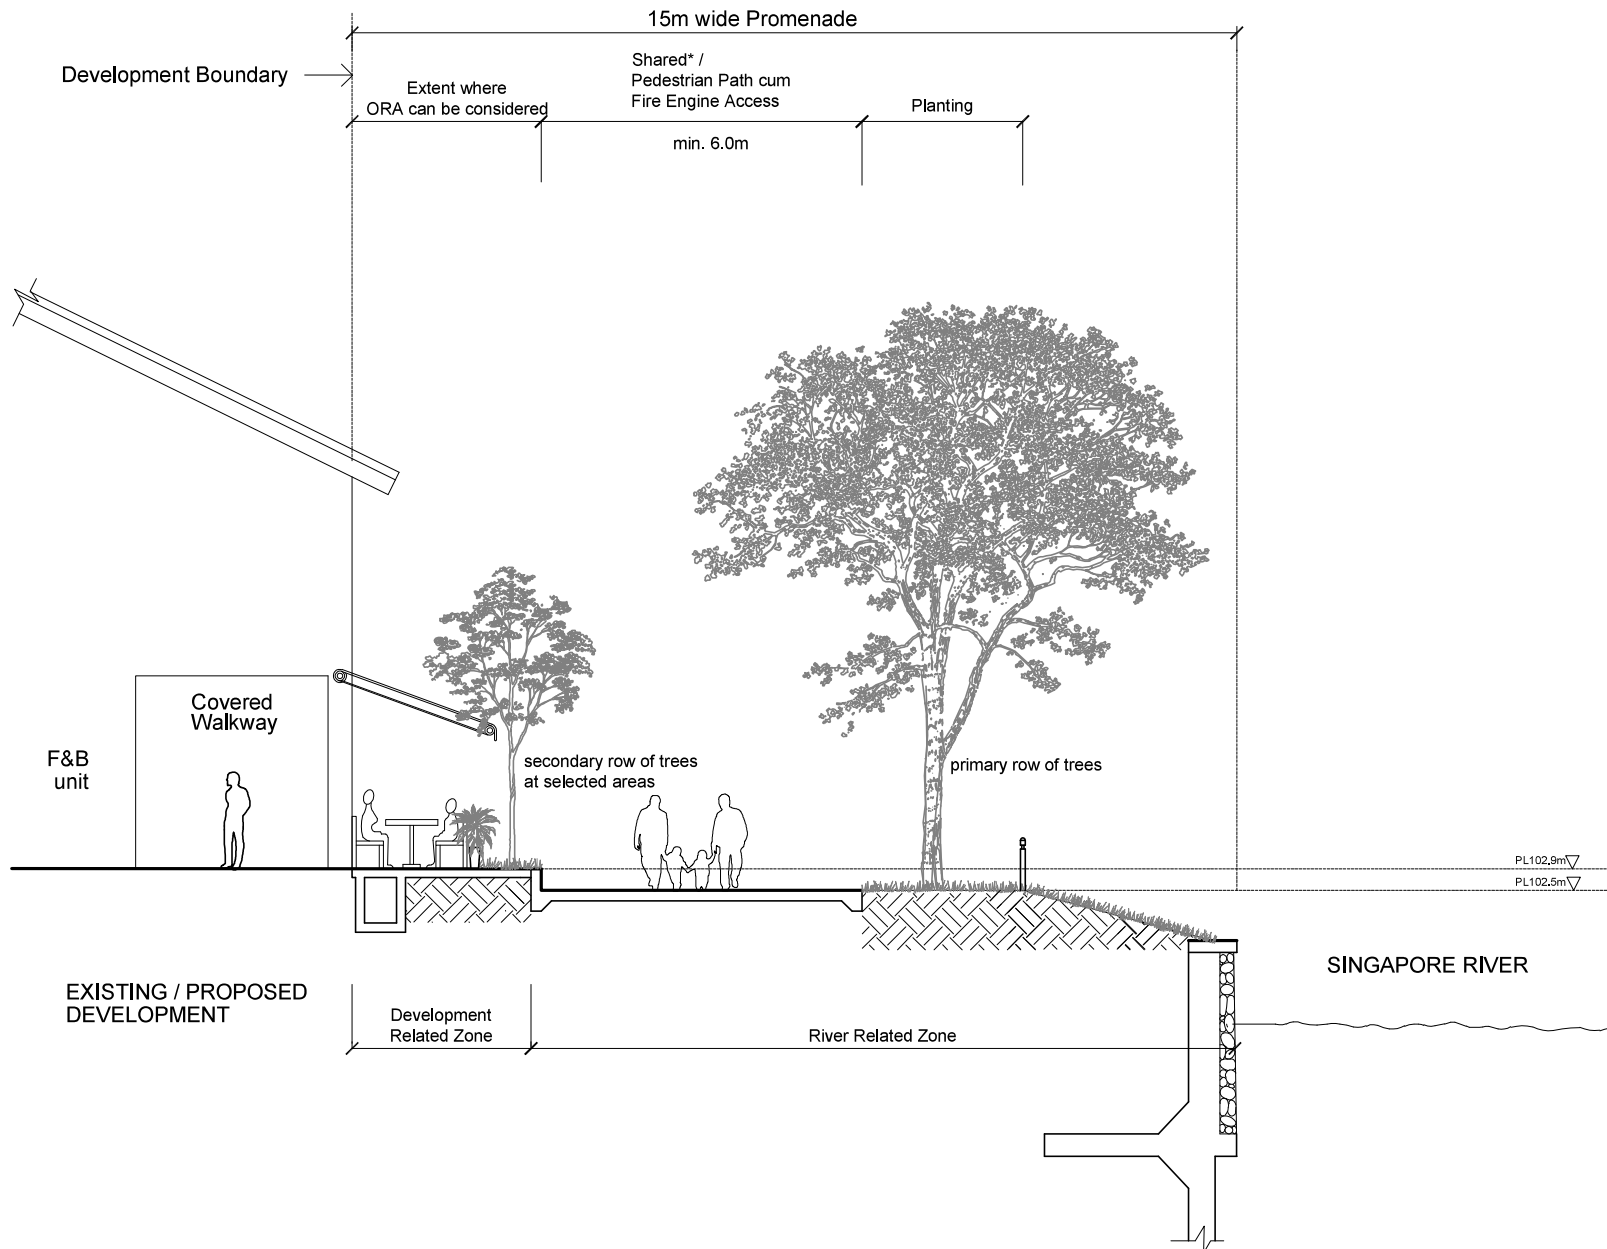 15m wide Promenade
Development Boundary
Extent where
ORA can be considered
Shared* /
Pedestrian Path cum
Fire Engine Access
min. 6.0m
Planting
Covered
Walkway
F&B
unit
secondary row of trees
at selected areas
primary row of trees
PL102.9m
PL102.5m
SINGAPORE RIVER
EXISTING / PROPOSED
DEVELOPMENT
Development
Related Zone
River Related Zone